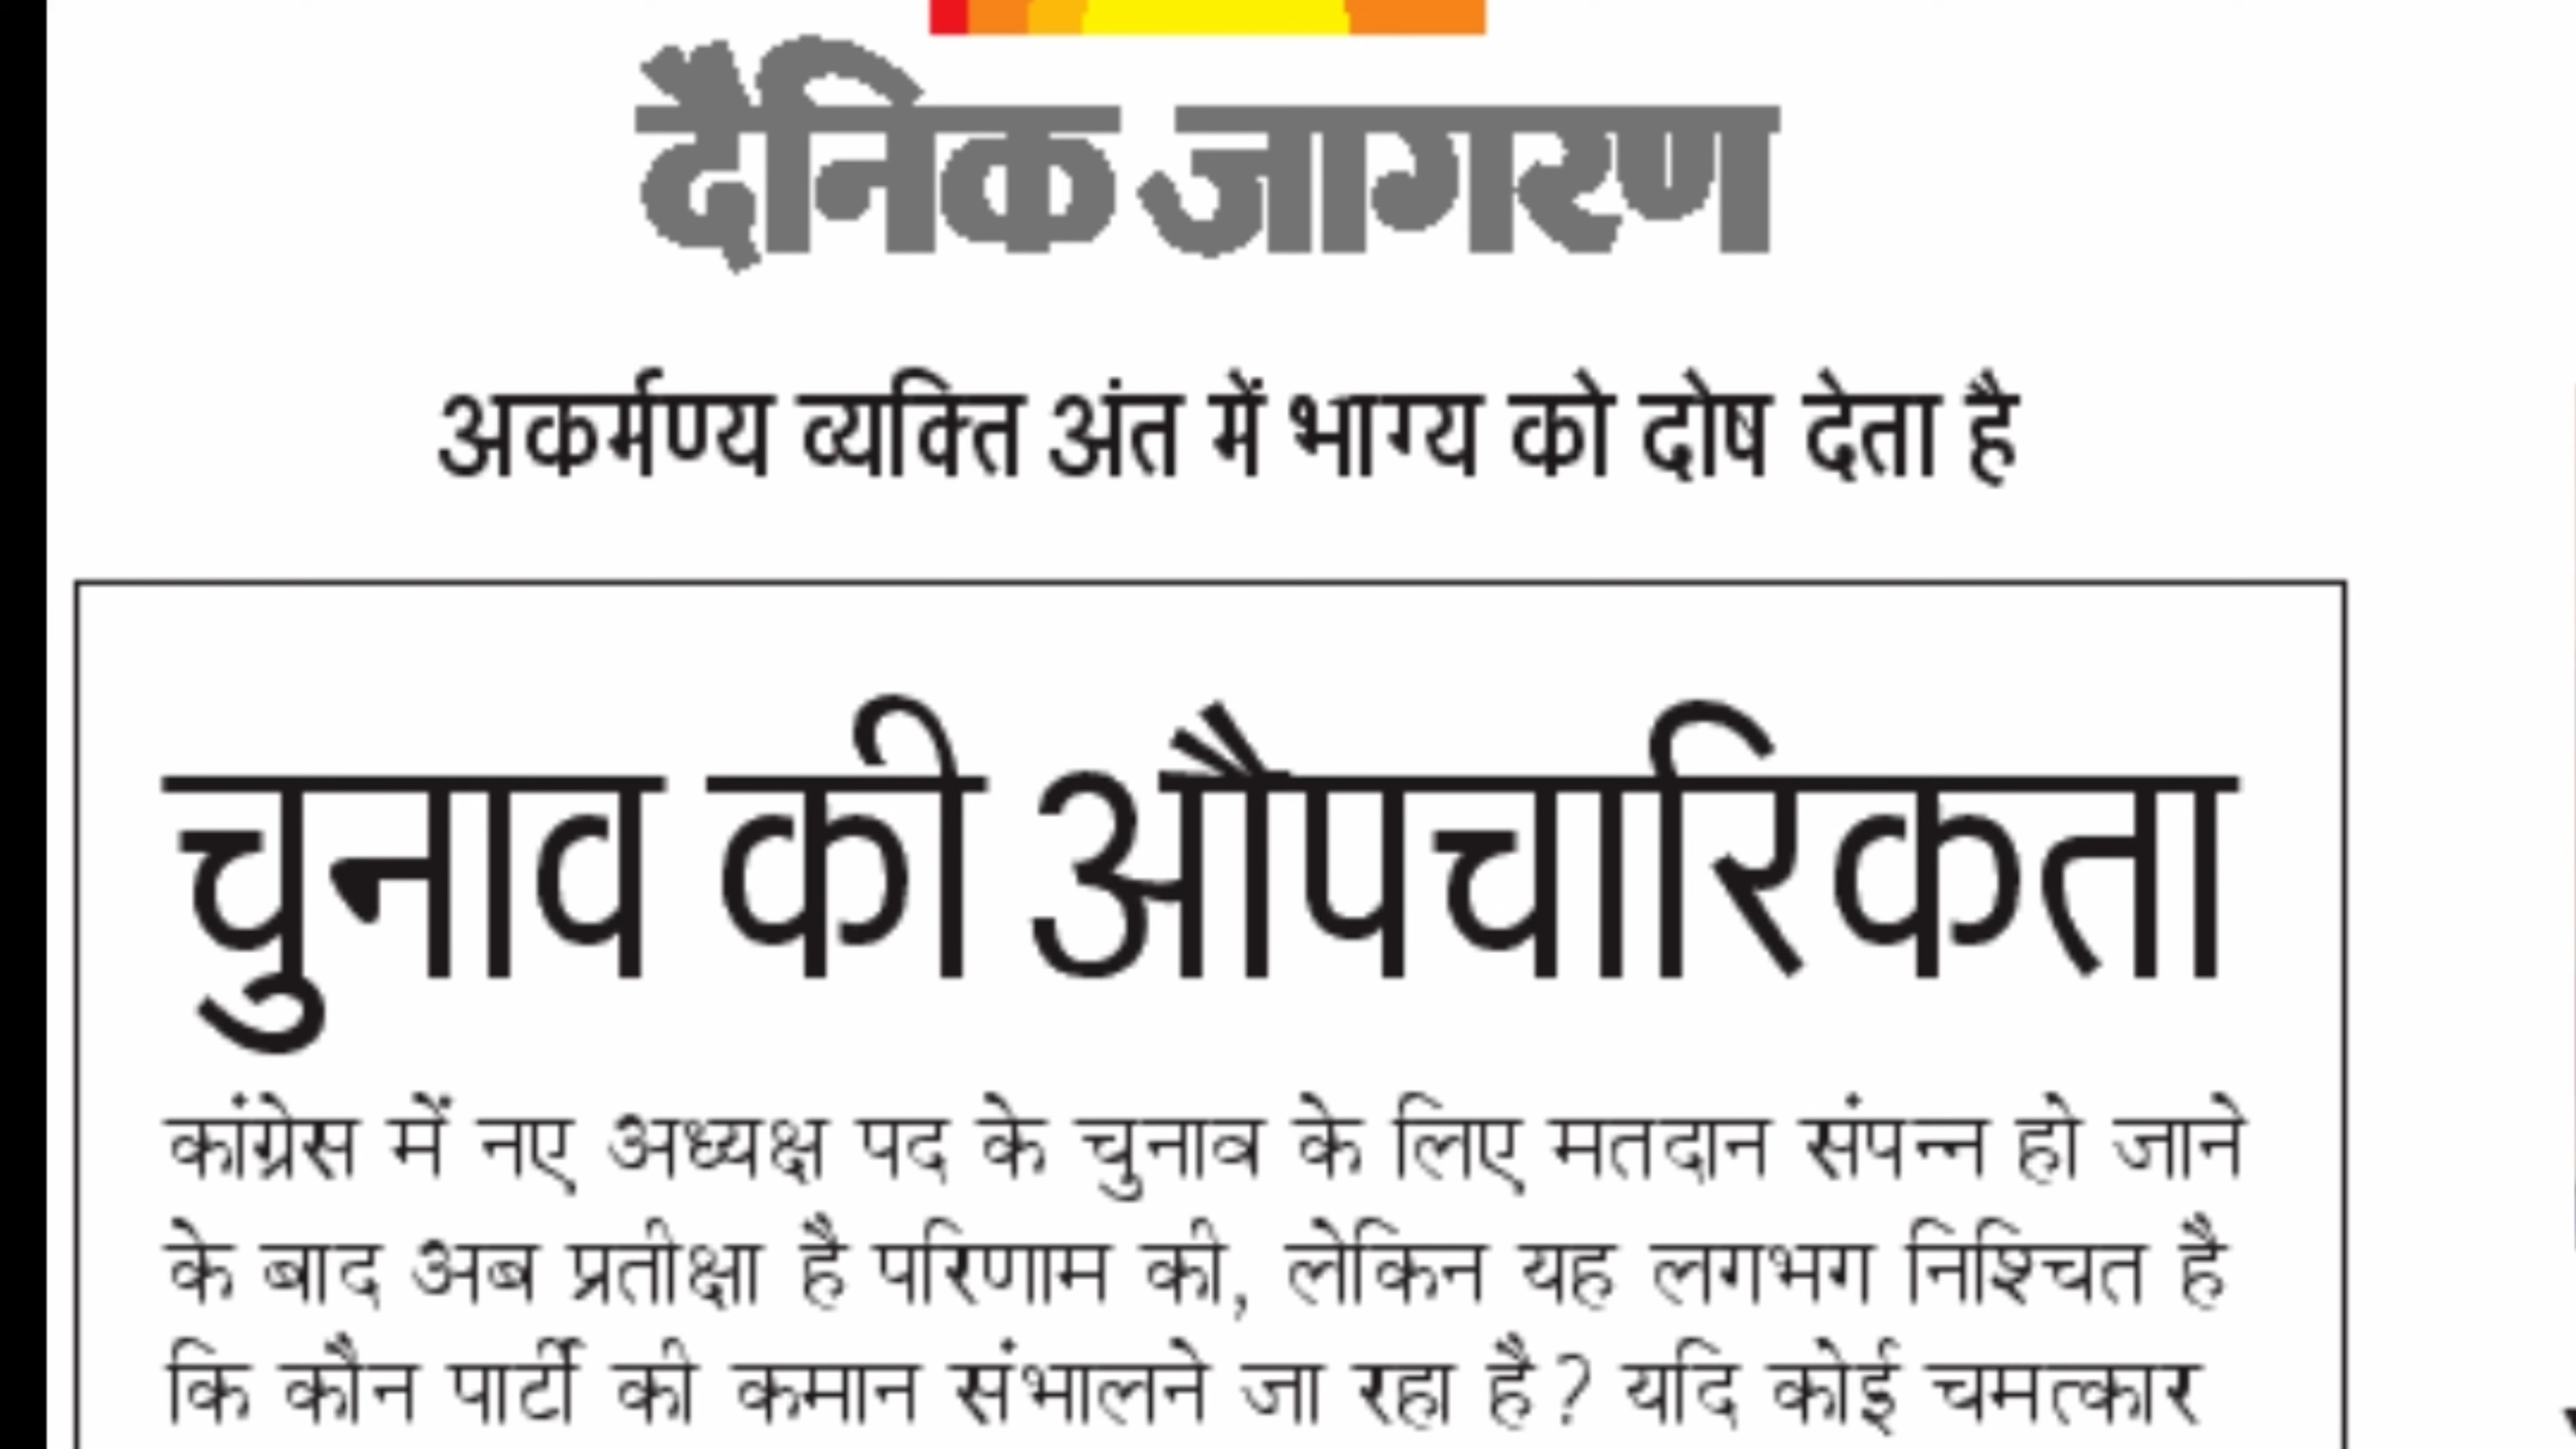 दैनिक जागरण
अकर्मण्य व्यक्ति अंत में भाग्य को दोष देता है
चुनाव की औपचारिकता
कांग्रेस में नए अध्यक्ष पद के चुनाव के लिए मतदान संपन्न हो जाने
के बाद अब प्रतीक्षा है परिणाम की, लेकिन यह लगभग निश्चित है
कि कौन पार्टी की कमान संभालने जा रहा है? यदि कोई चमत्कार